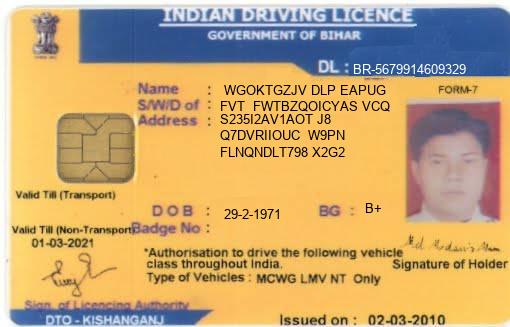 INDIAN DRIVING LICENCE
GOVERNMENT OF BIHAR
DL : BR-5679914609329
Name : WGOKTGZJV DLP EAPUG
FORM-7
S/W/D of : FVT FWTBZQOICYAS VCQ
Address : S235I2AV1AOT J8
Q7DVRIIOUC W9PN
FLNQNDLT798 X2G2
Valid Till (Transport)
DOB : 29-2-1971 BG : B+
Valid Till (Non-Transport)
Badge No :
01-03-2021
*Authorisation to drive the following vehicle
class throughout India.
Signature of Holder
Type of Vehicles : MCWG LMV NT Only
Sign. of Licencing Authority
DTO - KISHANGANJ
Issued on : 02-03-2010